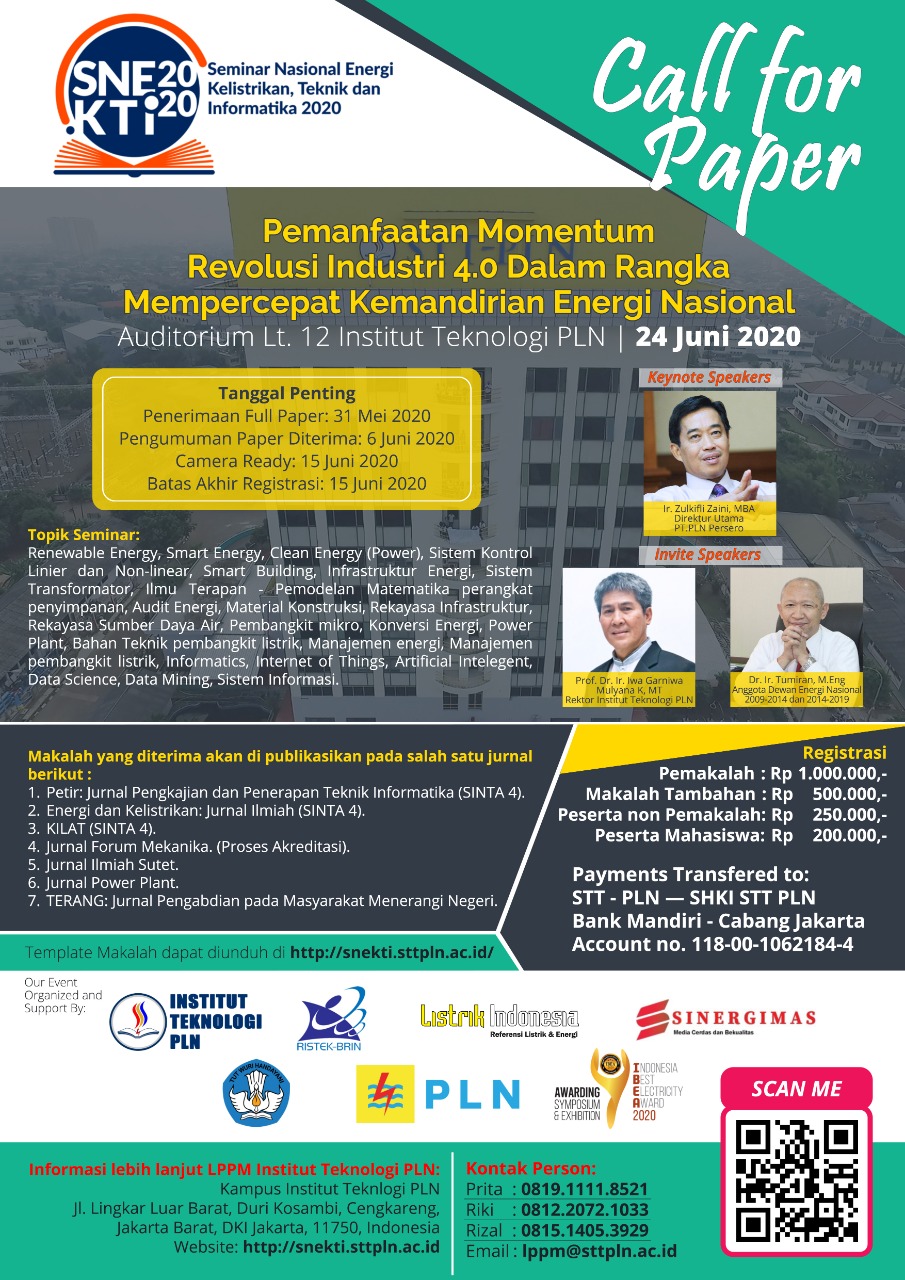 SNE 2020
KTi
Seminar Nasional Energi
Kelistrikan, Teknik dan
Informatika 2020
Call for
Paper
Pemanfaatan Momentum
Revolusi Industri 4.0 Dalam Rangka
Mempercepat Kemandirian Energi Nasional
Auditorium Lt. 12 Institut Teknologi PLN | 24 Juni 2020
Tanggal Penting
Penerimaan Full Paper: 31 Mei 2020
Pengumuman Paper Diterima: 6 Juni 2020
Camera Ready: 15 Juni 2020
Batas Akhir Registrasi: 15 Juni 2020
Keynote Speakers
Ir. Zulkifli Zaini, MBA
Direktur Utama
PT.PLN Persero
Invite Speakers
Prof. Dr. Ir. Iwa Garniwa
Mulyana K, MT
Rektor Institut Teknologi PLN
Dr. Ir. Tumiran, M.Eng
Anggota Dewan Energi Nasional
2009-2014 dan 2014-2019
Topik Seminar:
Renewable Energy, Smart Energy, Clean Energy (Power), Sistem Kontrol
Linier dan Non-linear, Smart Building, Infrastruktur Energi, Sistem
Transformator, Ilmu Terapan - Pemodelan Matematika perangkat
penyimpanan, Audit Energi, Material Konstruksi, Rekayasa Infrastruktur,
Rekayasa Sumber Daya Air, Pembangkit mikro, Konversi Energi, Power
Plant, Bahan Teknik pembangkit listrik, Manajemen energi, Manajemen
pembangkit listrik, Informatics, Internet of Things, Artificial Intelegent,
Data Science, Data Mining, Sistem Informasi.
Makalah yang diterima akan di publikasikan pada salah satu jurnal
berikut :
1. Petir: Jurnal Pengkajian dan Penerapan Teknik Informatika (SINTA 4).
2. Energi dan Kelistrikan: Jurnal Ilmiah (SINTA 4).
3. KILAT (SINTA 4).
4. Jurnal Forum Mekanika. (Proses Akreditasi).
5. Jurnal Ilmiah Sutet.
6. Jurnal Power Plant.
7. TERANG: Jurnal Pengabdian pada Masyarakat Menerangi Negeri.
Registrasi
Pemakalah : Rp 1.000.000,-
Makalah Tambahan : Rp 500.000,-
Peserta non Pemakalah: Rp 250.000,-
Peserta Mahasiswa: Rp 200.000,-
Payments Transfered to:
STT - PLN — SHKI STT PLN
Bank Mandiri - Cabang Jakarta
Account no. 118-00-1062184-4
Template Makalah dapat diunduh di http://snekti.sttpln.ac.id/
Our Event
Organized and
Support By:
INSTITUT
TEKNOLOGI
PLN
RISTEK-BRIN
Listrik Indonesia
Referensi Listrik & Energi
SINERGIMAS
Media Cerdas dan Bekualitas
TUT WURI HANDAYANI
PLN
AWARDING
SYMPOSIUM
& EXHIBITION
INDONESIA
BEST
ELECTRICITY
AWARD
2020
SCAN ME
Informasi lebih lanjut LPPM Institut Teknologi PLN:
Kampus Institut Teknlogi PLN
Jl. Lingkar Luar Barat, Duri Kosambi, Cengkareng,
Jakarta Barat, DKI Jakarta, 11750, Indonesia
Website: http://snekti.sttpln.ac.id
Kontak Person:
Prita : 0819.1111.8521
Riki : 0812.2072.1033
Rizal : 0815.1405.3929
Email : lppm@sttpln.ac.id